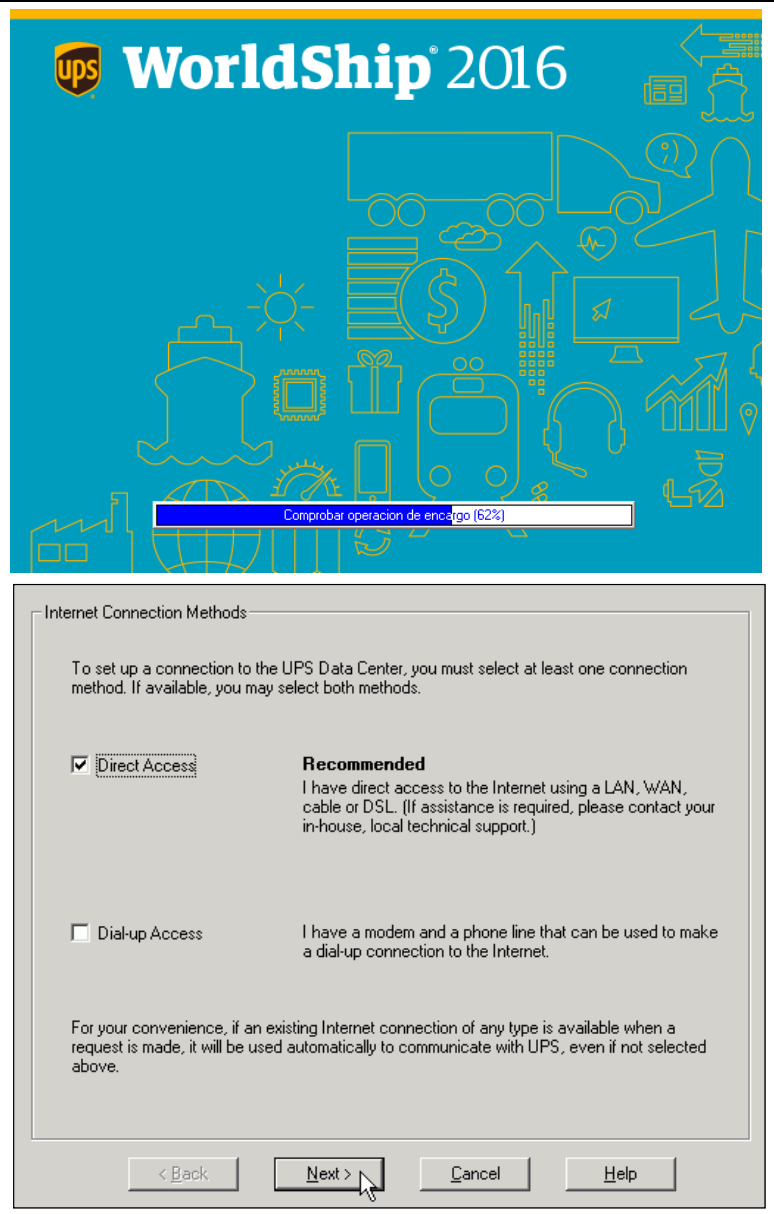 ups WorldShip® 2016
Comprobar operacion de encargo (62%)
Internet Connection Methods
To set up a connection to the UPS Data Center, you must select at least one connection
method. If available, you may select both methods.
Direct Access
Recommended
I have direct access to the Internet using a LAN, WAN,
cable or DSL. (If assistance is required, please contact your
in-house, local technical support.)
Dial-up Access
I have a modem and a phone line that can be used to make
a dial-up connection to the Internet.
For your convenience, if an existing Internet connection of any type is available when a
request is made, it will be used automatically to communicate with UPS, even if not selected
above.
< Back Next > Cancel Help